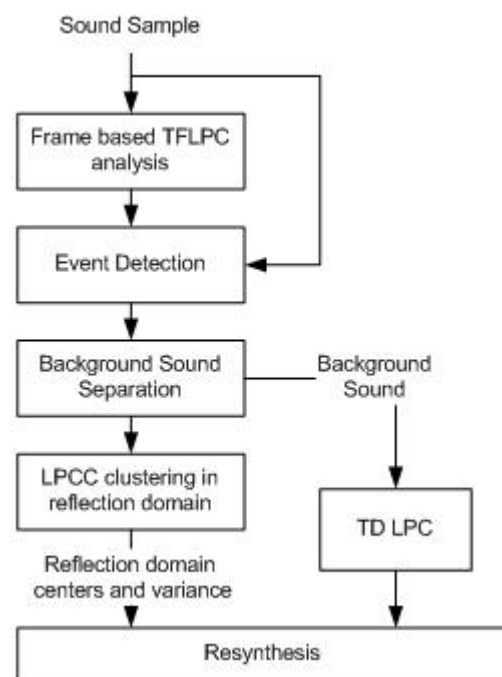 Sound Sample
Frame based TFLPC
analysis
Event Detection
Background Sound
Separation
Background
Sound
LPCC clustering in
reflection domain
TD LPC
Reflection domain
centers and variance
Resynthesis